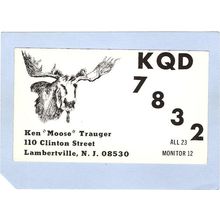 KQD
7
8
3
2
Ken "Moose" Trauger
110 Clinton Street
Lambertville, N. J. 08530
ALL 23
MONITOR 12